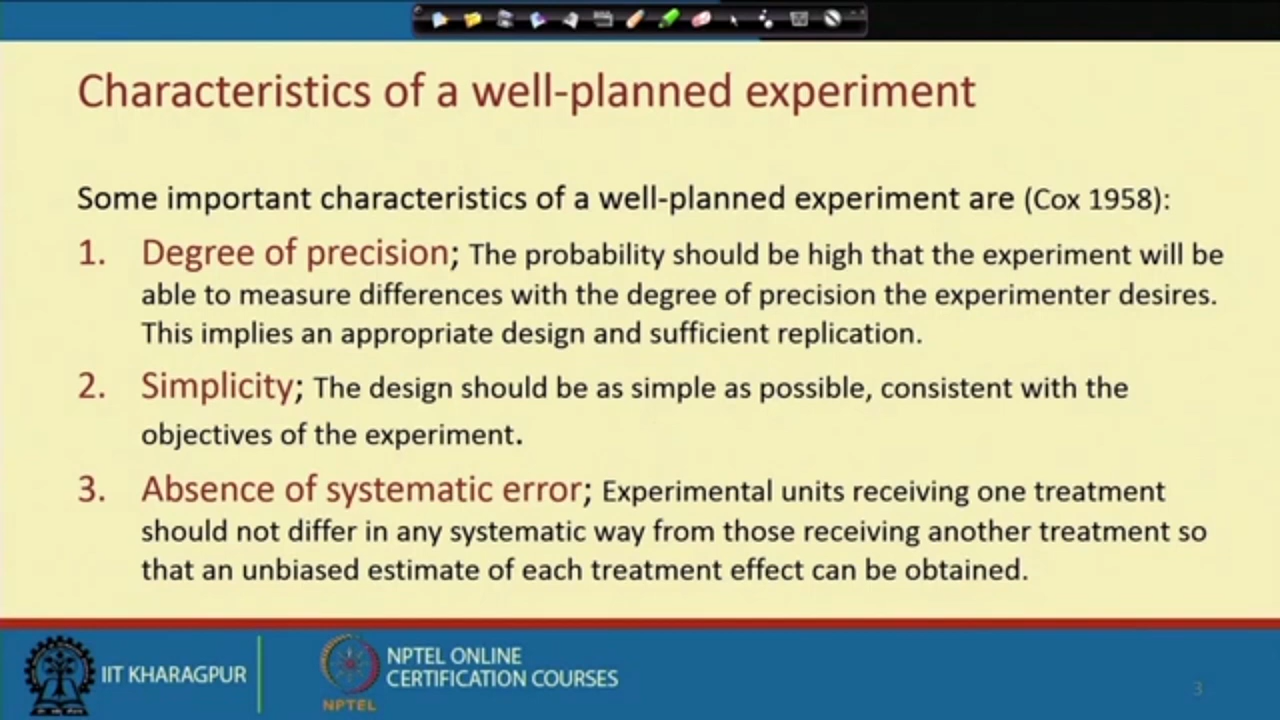 Characteristics of a well-planned experiment
Some important characteristics of a well-planned experiment are (Cox 1958):
1. Degree of precision; The probability should be high that the experiment will be
able to measure differences with the degree of precision the experimenter desires.
This implies an appropriate design and sufficient replication.
2. Simplicity; The design should be as simple as possible, consistent with the
objectives of the experiment.
3. Absence of systematic error; Experimental units receiving one treatment
should not differ in any systematic way from those receiving another treatment so
that an unbiased estimate of each treatment effect can be obtained.
IIT KHARAGPUR
NPTEL
NPTEL ONLINE
CERTIFICATION COURSES
3